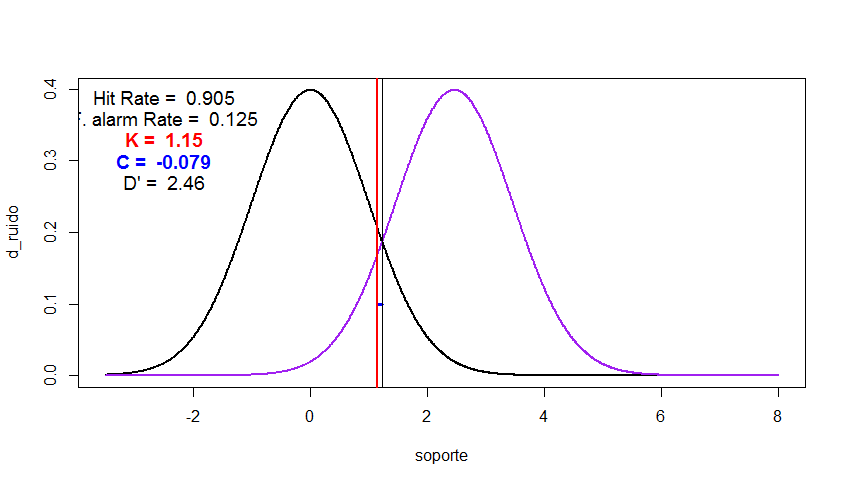 Hit Rate = 0.905
F. alarm Rate = 0.125
K = 1.15
C = -0.079
D' = 2.46
d_ruido
0.4
0.3
0.2
0.1
0.0
-2 0 2 4 6 8
soporte